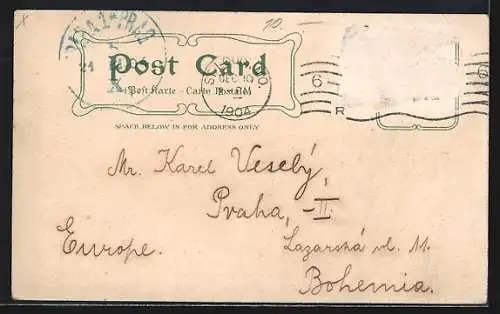 Post Card
Post Karte - Carte Postale
SPACE BELOW IS FOR ADDRESS ONLY
1904
6
R
Mr. Karel Veselý,
Praha, -II
Europe.
Lazarská ul. 11.
Bohemia.